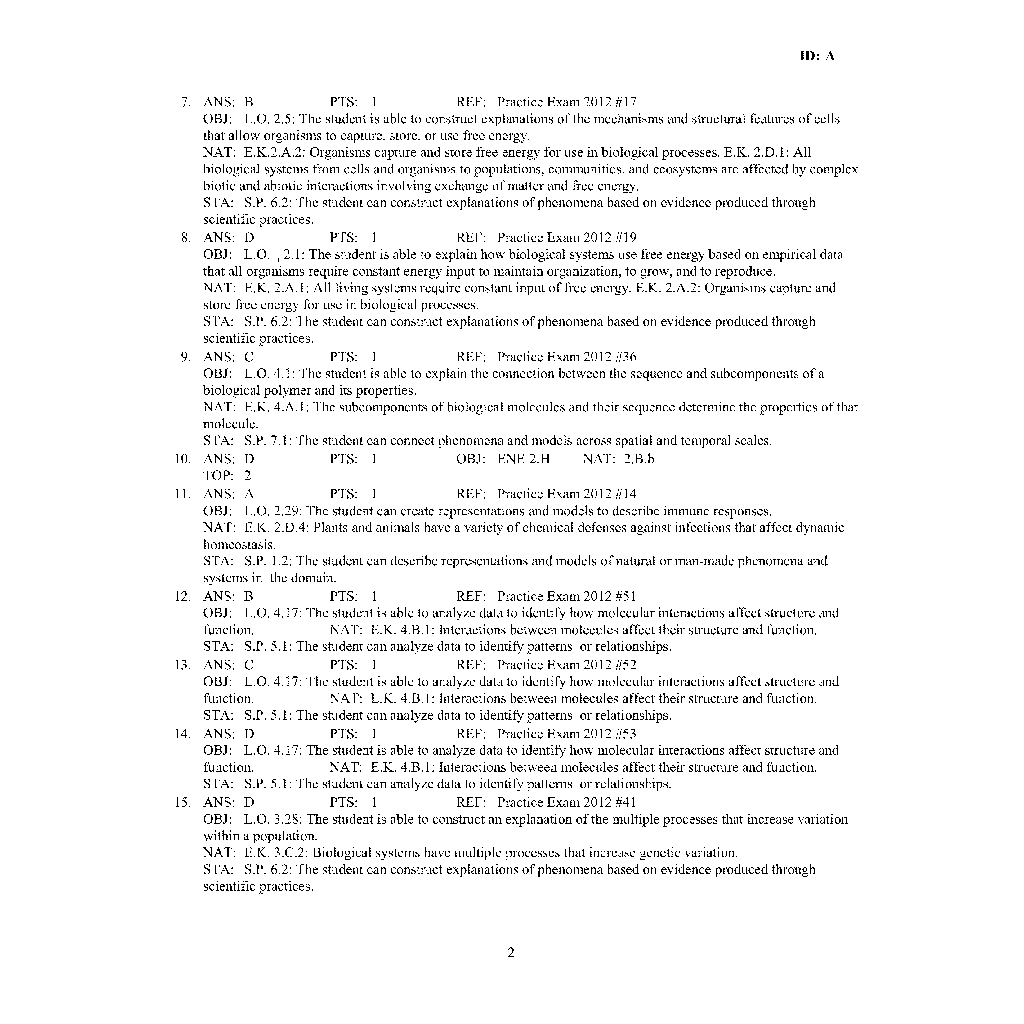 ID: A
7. ANS: B PTS: 1 REF: Practice Exam 2012 #17
OBJ: L.O. 2.5: The student is able to construct explanations of the mechanisms and structural features of cells
that allow organisms to capture, store, or use free energy.
NAT: E.K.2.A.2: Organisms capture and store free energy for use in biological processes. E.K. 2.D.1: All
biological systems from cells and organisms to populations, communities, and ecosystems are affected by complex
biotic and abiotic interactions involving exchange of matter and free energy.
STA: S.P. 6.2: The student can construct explanations of phenomena based on evidence produced through
scientific practices.
8. ANS: D PTS: 1 REF: Practice Exam 2012 #19
OBJ: L.O. , 2.1: The student is able to explain how biological systems use free energy based on empirical data
that all organisms require constant energy input to maintain organization, to grow, and to reproduce.
NAT: E.K. 2.A.1: All living systems require constant input of free energy. E.K. 2.A.2: Organisms capture and
store free energy for use in biological processes.
STA: S.P. 6.2: The student can construct explanations of phenomena based on evidence produced through
scientific practices.
9. ANS: C PTS: 1 REF: Practice Exam 2012 #36
OBJ: L.O. 4.1: The student is able to explain the connection between the sequence and subcomponents of a
biological polymer and its properties.
NAT: E.K. 4.A.1: The subcomponents of biological molecules and their sequence determine the properties of that
molecule.
STA: S.P. 7.1: The student can connect phenomena and models across spatial and temporal scales.
10. ANS: D PTS: 1 OBJ: ENE 2.H NAT: 2.B.b
TOP: 2
11. ANS: A PTS: 1 REF: Practice Exam 2012 #14
OBJ: L.O. 2.29: The student can create representations and models to describe immune responses.
NAT: E.K. 2.D.4: Plants and animals have a variety of chemical defenses against infections that affect dynamic
homeostasis.
STA: S.P. 1.2: The student can describe representations and models of natural or man-made phenomena and
systems in the domain.
12. ANS: B PTS: 1 REF: Practice Exam 2012 #51
OBJ: L.O. 4.17: The student is able to analyze data to identify how molecular interactions affect structure and
function. NAT: E.K. 4.B.1: Interactions between molecules affect their structure and function.
STA: S.P. 5.1: The student can analyze data to identify patterns or relationships.
13. ANS: C PTS: 1 REF: Practice Exam 2012 #52
OBJ: L.O. 4.17: The student is able to analyze data to identify how molecular interactions affect structure and
function. NAT: E.K. 4.B.1: Interactions between molecules affect their structure and function.
STA: S.P. 5.1: The student can analyze data to identify patterns or relationships.
14. ANS: D PTS: 1 REF: Practice Exam 2012 #53
OBJ: L.O. 4.17: The student is able to analyze data to identify how molecular interactions affect structure and
function. NAT: E.K. 4.B.1: Interactions between molecules affect their structure and function.
STA: S.P. 5.1: The student can analyze data to identify patterns or relationships.
15. ANS: D PTS: 1 REF: Practice Exam 2012 #41
OBJ: L.O. 3.28: The student is able to construct an explanation of the multiple processes that increase variation
within a population.
NAT: E.K. 3.C.2: Biological systems have multiple processes that increase genetic variation.
STA: S.P. 6.2: The student can construct explanations of phenomena based on evidence produced through
scientific practices.
2